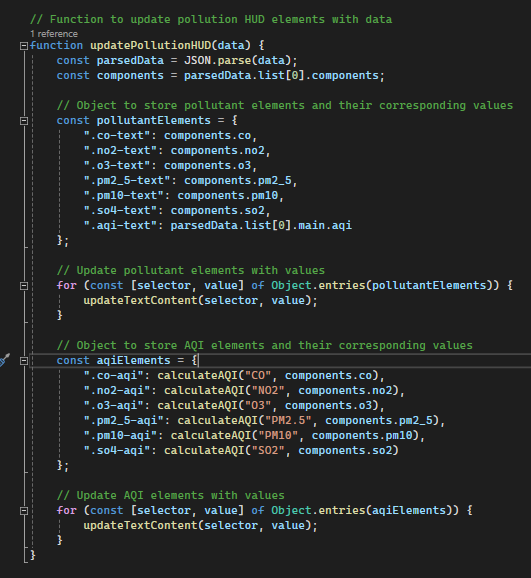 // Function to update pollution HUD elements with data
1 reference
function updatePollutionHUD(data) {
const parsedData = JSON.parse(data);
const components = parsedData.list[0].components;
// Object to store pollutant elements and their corresponding values
const pollutantElements = {
".co-text": components.co,
".no2-text": components.no2,
".o3-text": components.o3,
".pm2_5-text": components.pm2_5,
".pm10-text": components.pm10,
".so4-text": components.so2,
".aqi-text": parsedData.list[0].main.aqi
};
// Update pollutant elements with values
for (const [selector, value] of Object.entries(pollutantElements)) {
updateTextContent(selector, value);
}
// Object to store AQI elements and their corresponding values
const aqiElements = {
".co-aqi": calculateAQI("CO", components.co),
".no2-aqi": calculateAQI("NO2", components.no2),
".o3-aqi": calculateAQI("O3", components.o3),
".pm2_5-aqi": calculateAQI("PM2.5", components.pm2_5),
".pm10-aqi": calculateAQI("PM10", components.pm10),
".so4-aqi": calculateAQI("SO2", components.so2)
};
// Update AQI elements with values
for (const [selector, value] of Object.entries(aqiElements)) {
updateTextContent(selector, value);
}
}